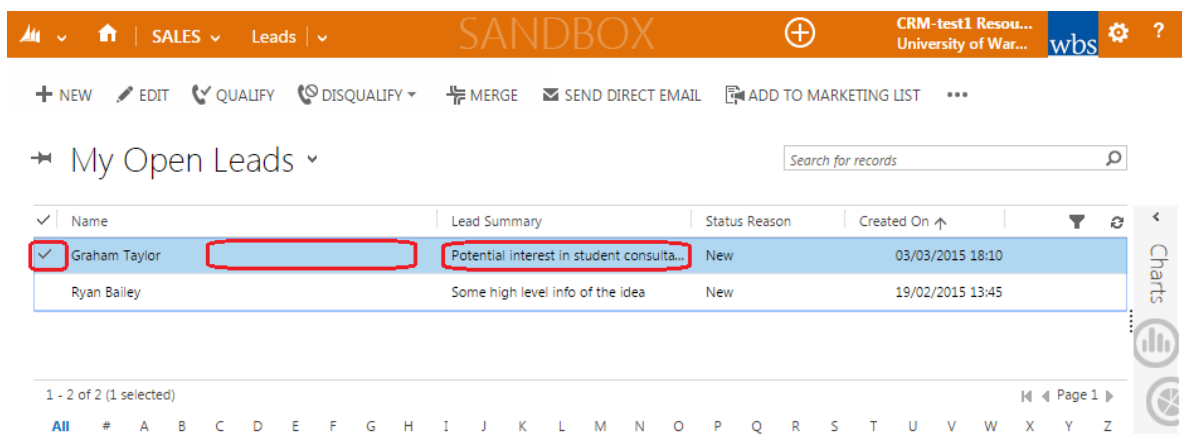 SALES Leads SANDBOX CRM-test1 Resou... wbs ?
University of War...
NEW EDIT QUALIFY DISQUALIFY MERGE SEND DIRECT EMAIL ADD TO MARKETING LIST •••
My Open Leads Search for records
Name Lead Summary Status Reason Created On
Graham Taylor Potential interest in student consulta... New 03/03/2015 18:10
Ryan Bailey Some high level info of the idea New 19/02/2015 13:45
Charts
1 - 2 of 2 (1 selected) Page 1
All # A B C D E F G H I J K L M N O P Q R S T U V W X Y Z